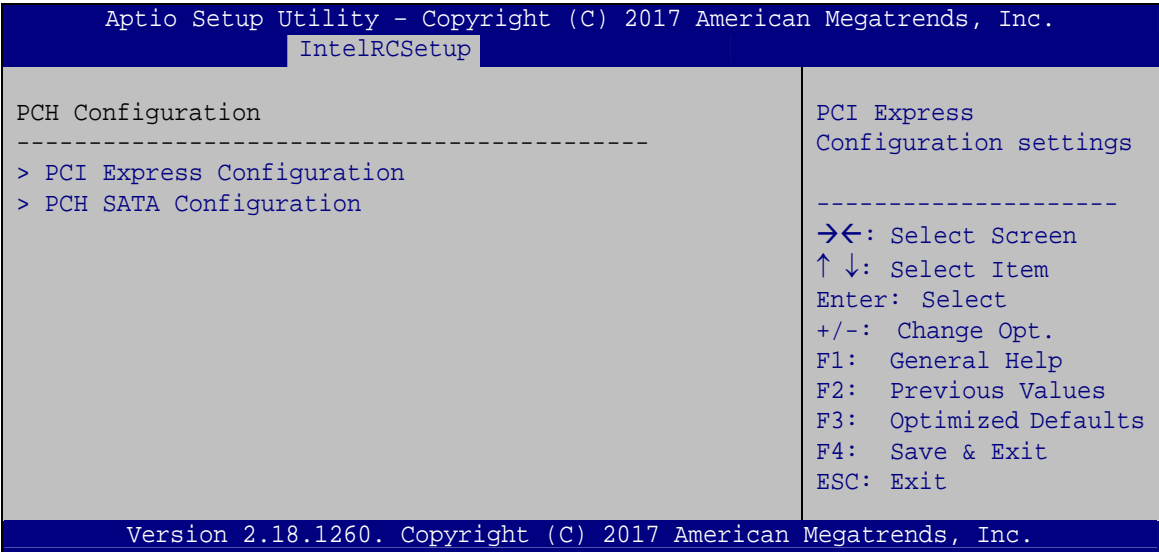 Aptio Setup Utility – Copyright (C) 2017 American Megatrends, Inc.
IntelRCSetup
PCH Configuration
--------------------------------------------
> PCI Express Configuration
> PCH SATA Configuration
PCI Express
Configuration settings
---------------------
→←: Select Screen
↑ ↓: Select Item
Enter: Select
+/-: Change Opt.
F1: General Help
F2: Previous Values
F3: Optimized Defaults
F4: Save & Exit
ESC: Exit
Version 2.18.1260. Copyright (C) 2017 American Megatrends, Inc.